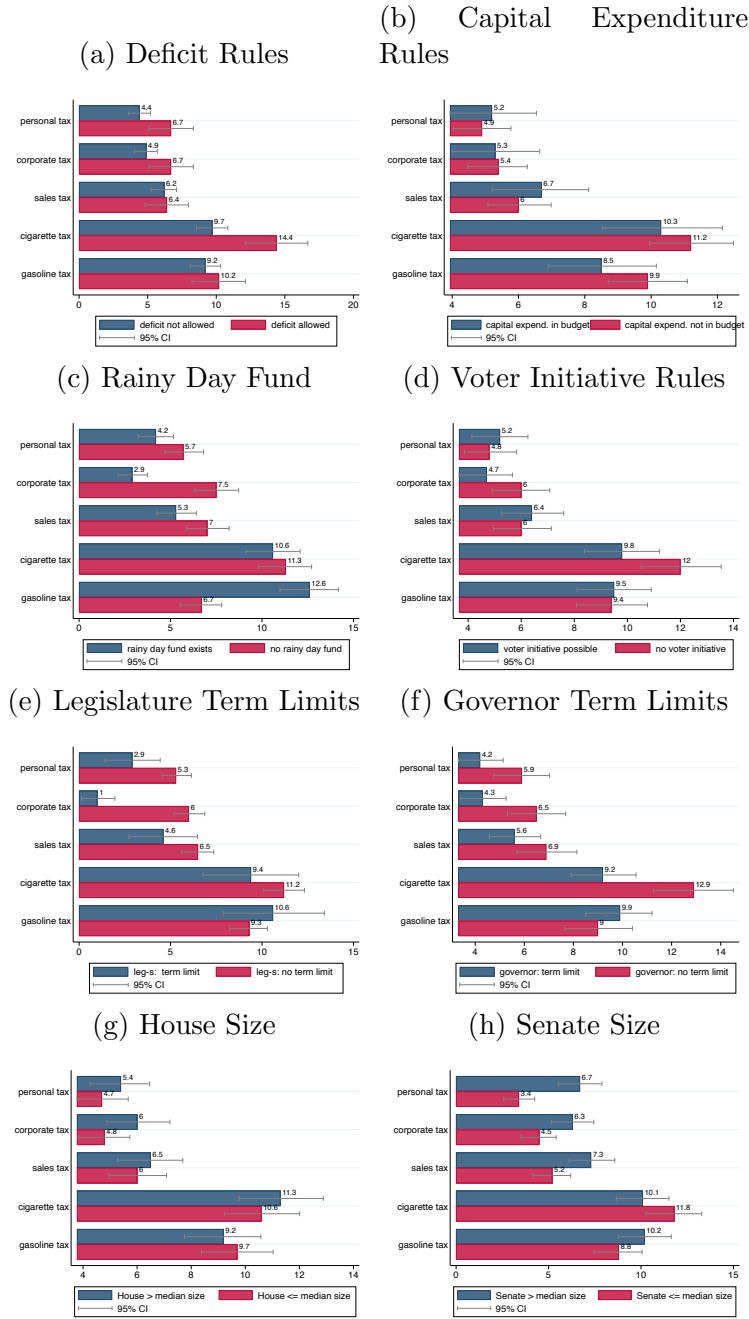 (a) Deficit Rules
(b) Capital Expenditure
Rules
personal tax
4.4
6.7
corporate tax
4.9
6.7
sales tax
6.2
6.4
cigarette tax
9.7
14.4
gasoline tax
9.2
10.2
0 5 10 15 20
deficit not allowed deficit allowed
95% CI
personal tax
5.2
4.9
corporate tax
5.3
5.4
sales tax
6.7
6
cigarette tax
10.3
11.2
gasoline tax
8.5
9.9
4 6 8 10 12
capital expend. in budget capital expend. not in budget
95% CI
(c) Rainy Day Fund
personal tax
4.2
5.7
corporate tax
2.9
7.5
sales tax
5.3
7
cigarette tax
10.6
11.3
gasoline tax
12.6
6.7
0 5 10 15
rainy day fund exists no rainy day fund
95% CI
(d) Voter Initiative Rules
personal tax
5.2
4.8
corporate tax
4.7
6
sales tax
6.4
6
cigarette tax
9.8
12
gasoline tax
9.5
9.4
4 6 8 10 12 14
voter initiative possible no voter initiative
95% CI
(e) Legislature Term Limits
personal tax
2.9
5.3
corporate tax
1
6
sales tax
4.6
6.5
cigarette tax
9.4
11.2
gasoline tax
10.6
9.3
0 5 10 15
leg-s: term limit leg-s: no term limit
95% CI
(f) Governor Term Limits
personal tax
4.2
5.9
corporate tax
4.3
6.5
sales tax
5.6
6.9
cigarette tax
9.2
12.9
gasoline tax
9.9
9
4 6 8 10 12 14
governor: term limit governor: no term limit
95% CI
(g) House Size
personal tax
5.4
4.7
corporate tax
6
4.8
sales tax
6.5
6
cigarette tax
11.3
10.6
gasoline tax
9.2
9.7
4 6 8 10 12 14
House > median size House <= median size
95% CI
(h) Senate Size
personal tax
6.7
3.4
corporate tax
6.3
4.5
sales tax
7.3
5.2
cigarette tax
10.1
11.8
gasoline tax
10.2
8.8
0 5 10 15
Senate > median size Senate <= median size
95% CI